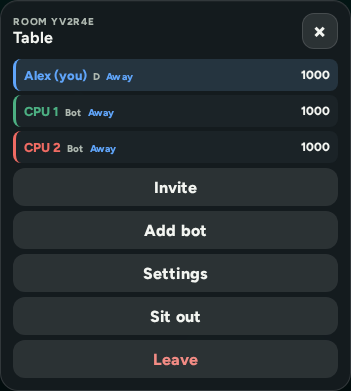 ROOM YV2R4E
Table
Alex (you) D Away 1000
CPU 1 Bot Away 1000
CPU 2 Bot Away 1000
Invite
Add bot
Settings
Sit out
Leave